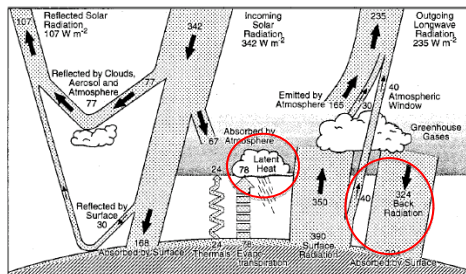 107
Reflected Solar
Radiation
107 W m-2
342
Incoming
Solar
Radiation
342 W m-2
235
Outgoing
Longwave
Radiation
235 W m-2
Reflected by Clouds,
Aerosol and
Atmosphere
77
77
Emitted by
Atmosphere
165
30
40
Atmospheric
Window
Greenhouse
Gases
Absorbed by
Atmosphere
67
Latent
Heat
24
78
Reflected by
Surface
30
350
40
324
Back
Radiation
168
Absorbed by Surface
24
Thermals
78
Evapo-
transpiration
390
Surface
Radiation
324
Absorbed by Surface